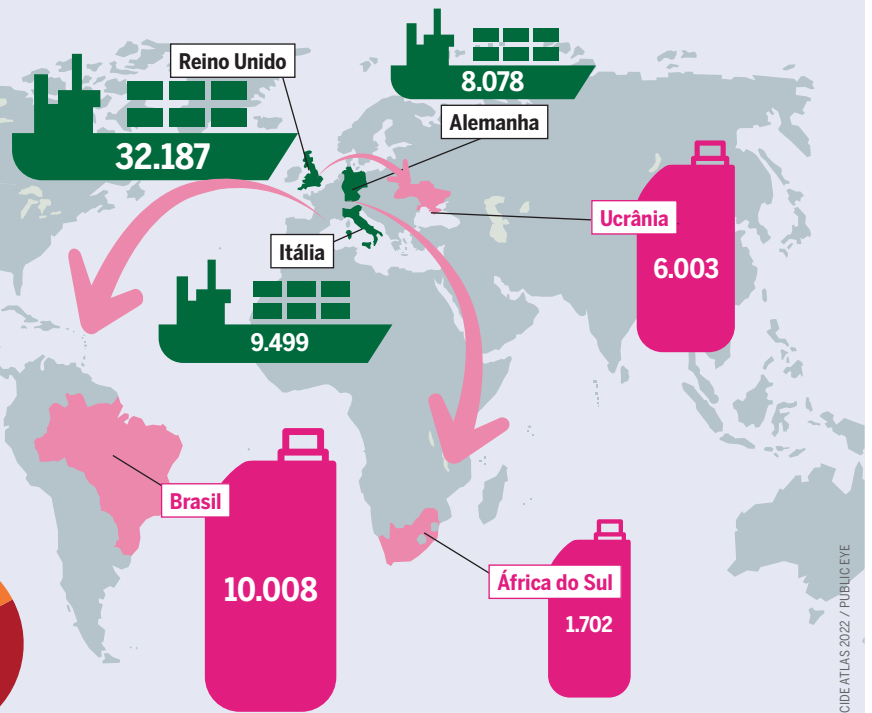 Reino Unido
32.187
8.078
Alemanha
Ucrânia
6.003
Itália
9.499
Brasil
10.008
África do Sul
1.702
CIDE ATLAS 2022 / PUBLIC EYE